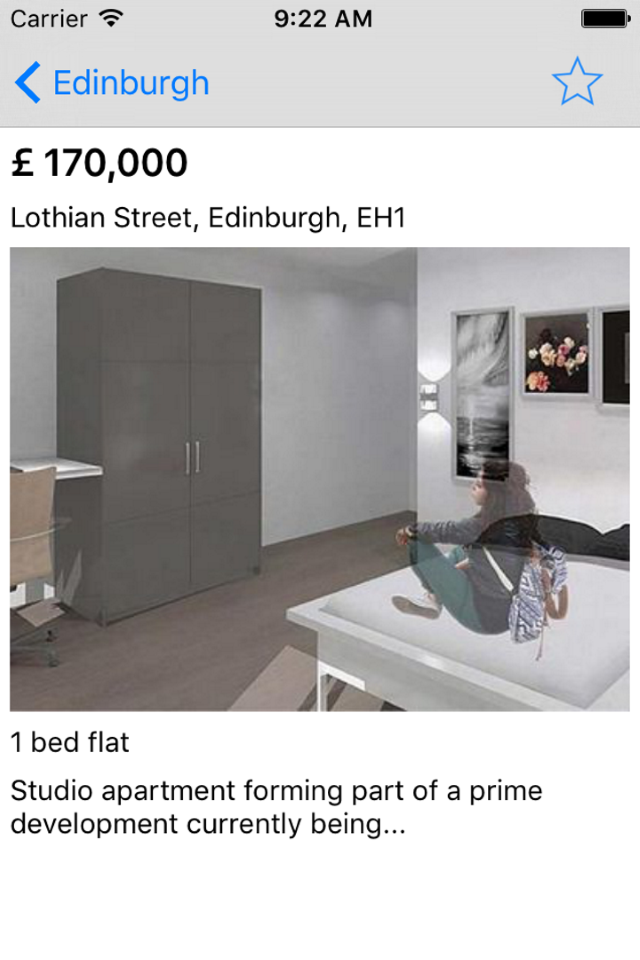 Carrier 9:22 AM
Edinburgh
£ 170,000
Lothian Street, Edinburgh, EH1
1 bed flat
Studio apartment forming part of a prime
development currently being...